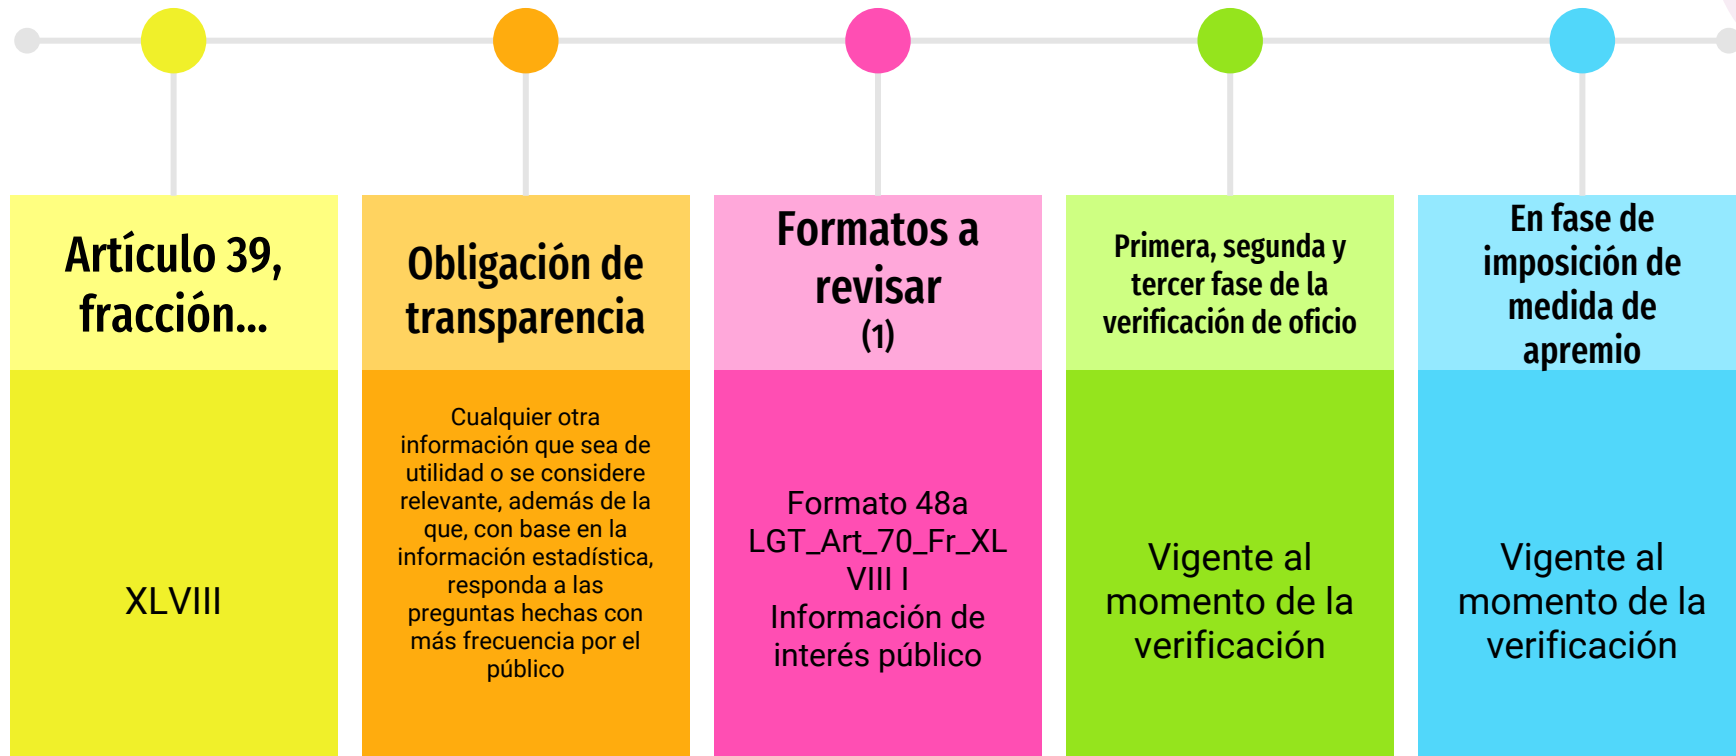 Artículo 39,
fracción...
XLVIII
Obligación de
transparencia
Cualquier otra
información que sea de
utilidad o se considere
relevante, además de la
que, con base en la
información estadística,
responda a las
preguntas hechas con
más frecuencia por el
público
Formatos a
revisar
(1)
Formato 48a
LGT_Art_70_Fr_XL
VIII I
Información de
interés público
Primera, segunda y
tercer fase de la
verificación de oficio
Vigente al
momento de la
verificación
En fase de
imposición de
medida de
apremio
Vigente al
momento de la
verificación